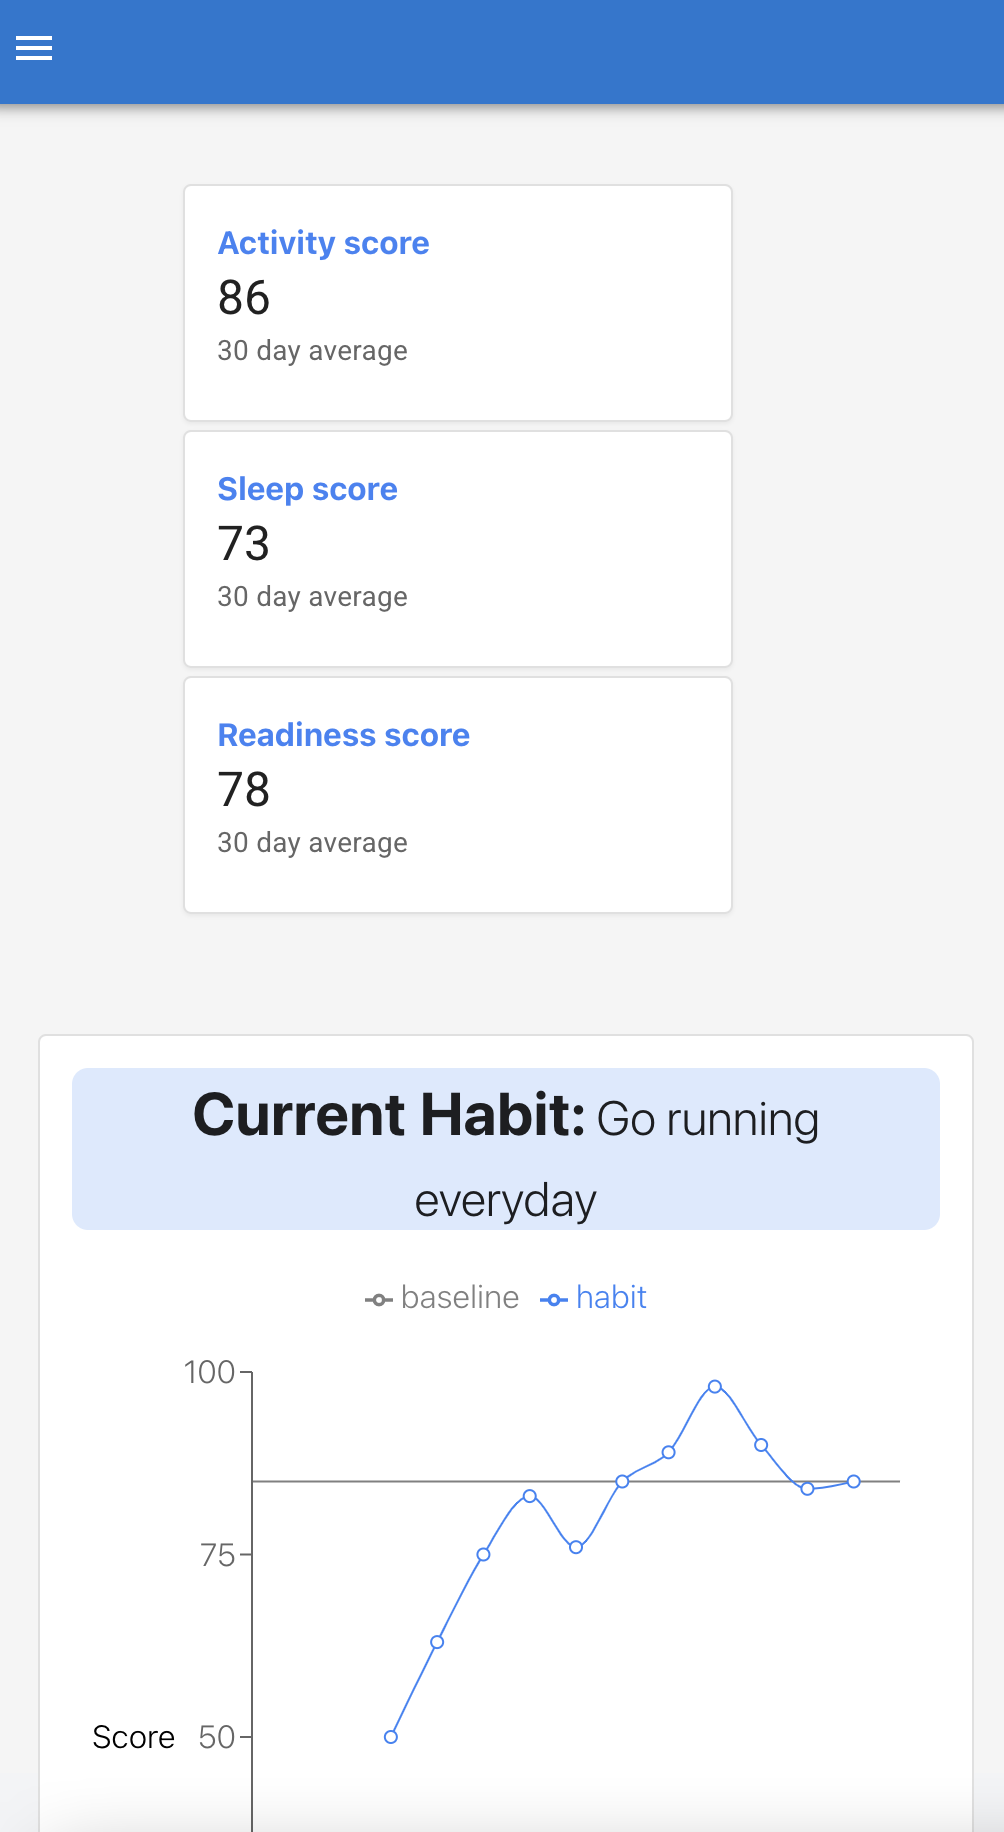 Activity score
86
30 day average
Sleep score
73
30 day average
Readiness score
78
30 day average
Current Habit: Go running
everyday
baseline habit
100
75
Score 50